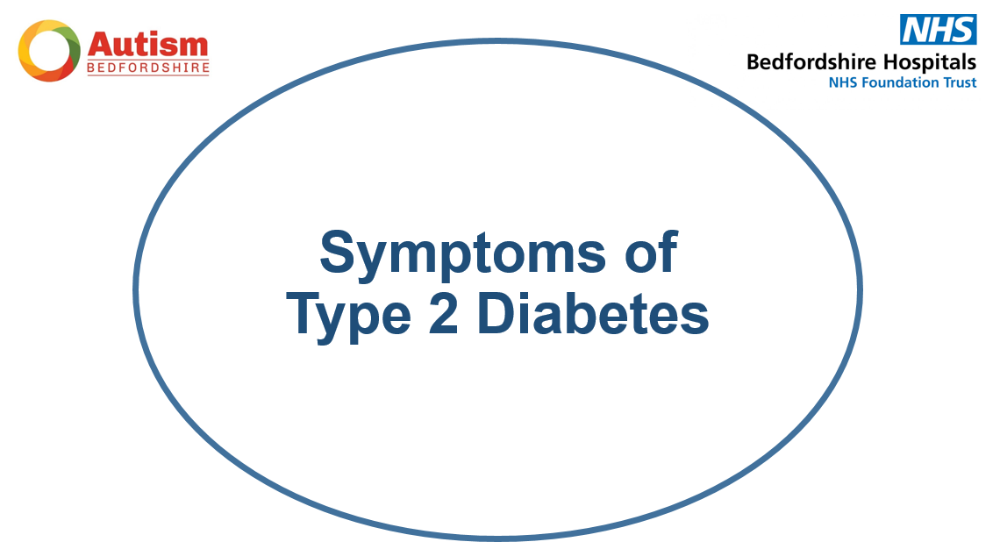 Autism
BEDFORDSHIRE
NHS
Bedfordshire Hospitals
NHS Foundation Trust
Symptoms of
Type 2 Diabetes